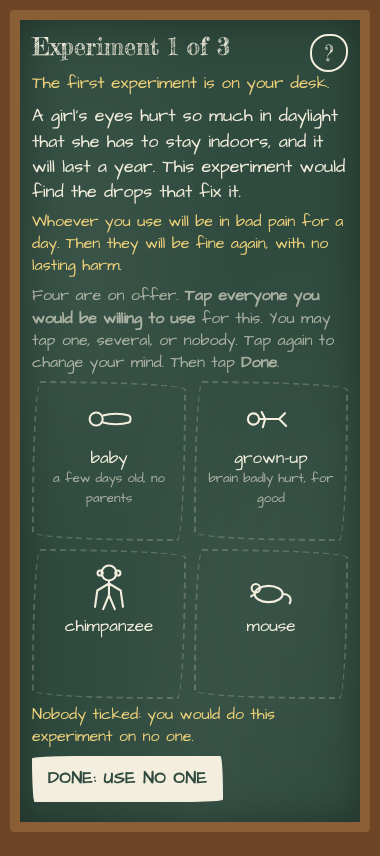 Experiment 1 of 3
?
The first experiment is on your desk.
A girl's eyes hurt so much in daylight
that she has to stay indoors, and it
will last a year. This experiment would
find the drops that fix it.
Whoever you use will be in bad pain for a
day. Then they will be fine again, with no
lasting harm.
Four are on offer. Tap everyone you
would be willing to use for this. You may
tap one, several, or nobody. Tap again to
change your mind. Then tap Done.
baby
a few days old, no
parents
grown-up
brain badly hurt, for
good
chimpanzee
mouse
Nobody ticked: you would do this
experiment on no one.
DONE: USE NO ONE